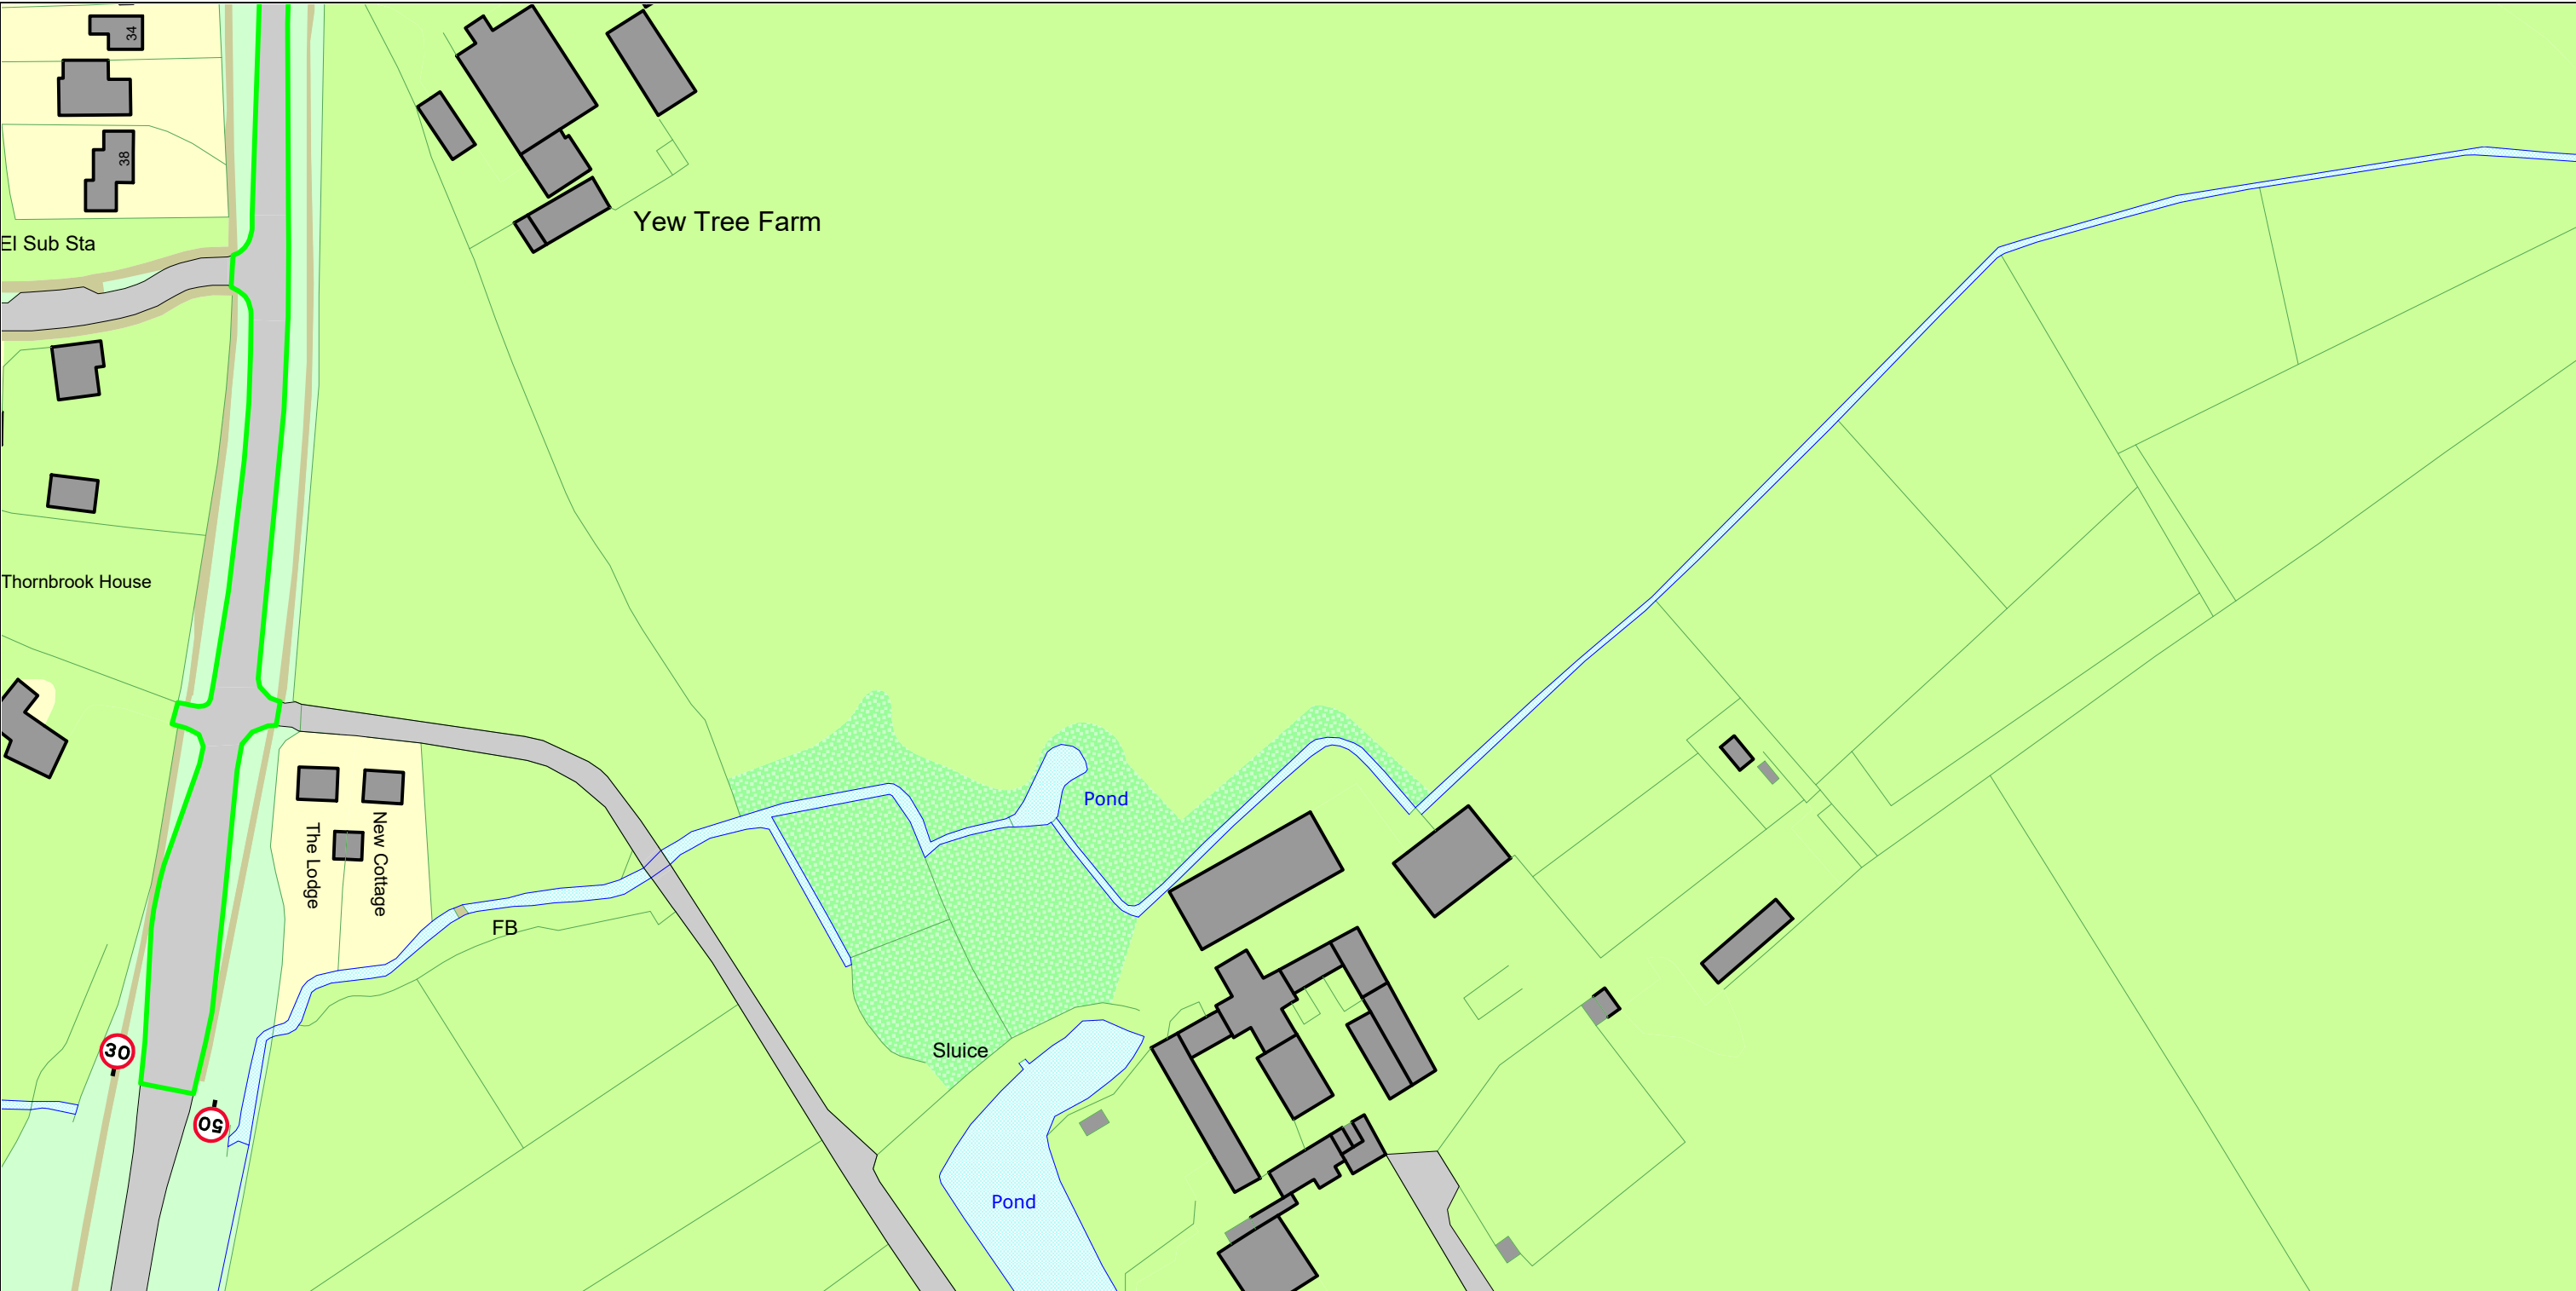 34
38
Yew Tree Farm
El Sub Sta
Thornbrook House
Pond
The Lodge
New Cottage
FB
30
Sluice
50
Pond